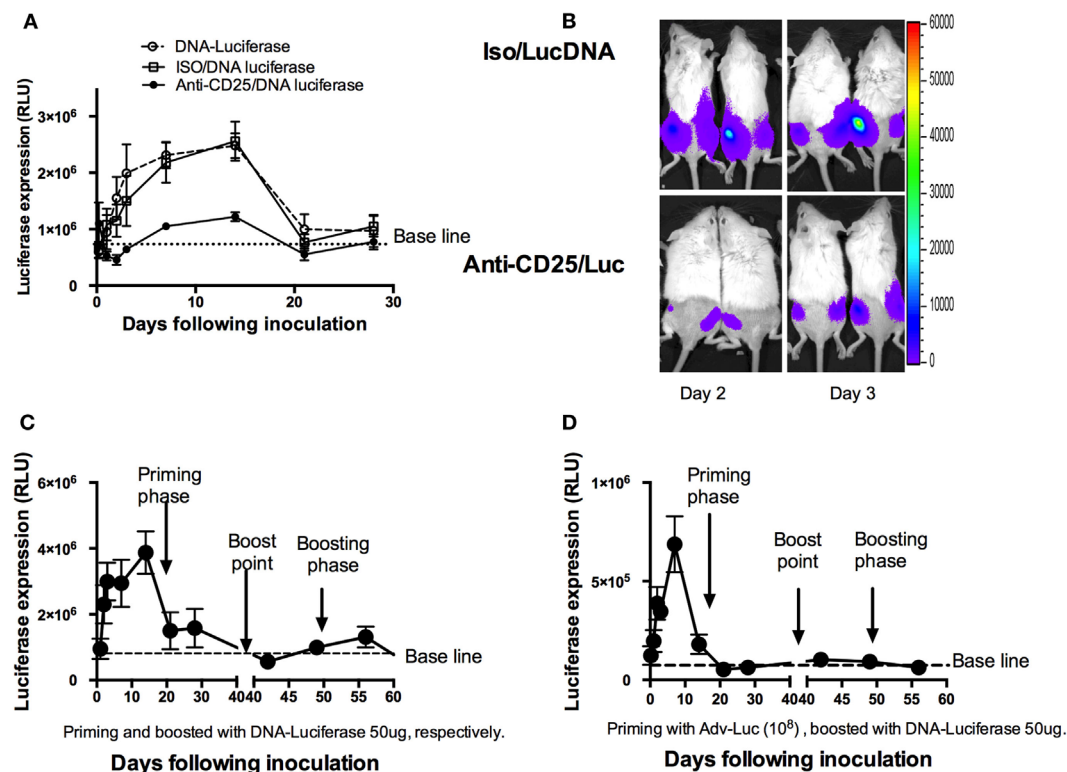 A
DNA-Luciferase
ISO/DNA luciferase
Anti-CD25/DNA luciferase
Luciferase expression (RLU)
3×10⁶
2×10⁶
1×10⁶
0
Base line
0 10 20 30
Days following inoculation
B
Iso/LucDNA
Anti-CD25/Luc
60000
50000
40000
30000
20000
10000
0
Day 2
Day 3
C
Luciferase expression (RLU)
6×10⁶
4×10⁶
2×10⁶
0
Priming phase
Boost point
Boosting phase
Base line
0 10 20 30 40 40 45 50 55 60
Priming and boosted with DNA-Luciferase 50ug, respectively.
Days following inoculation
D
Luciferase expression (RLU)
1×10⁶
5×10⁵
0
Priming phase
Boost point
Boosting phase
Base line
0 10 20 30 40 40 45 50 55 60
Priming with Adv-Luc (10⁸) , boosted with DNA-Luciferase 50ug.
Days following inoculation